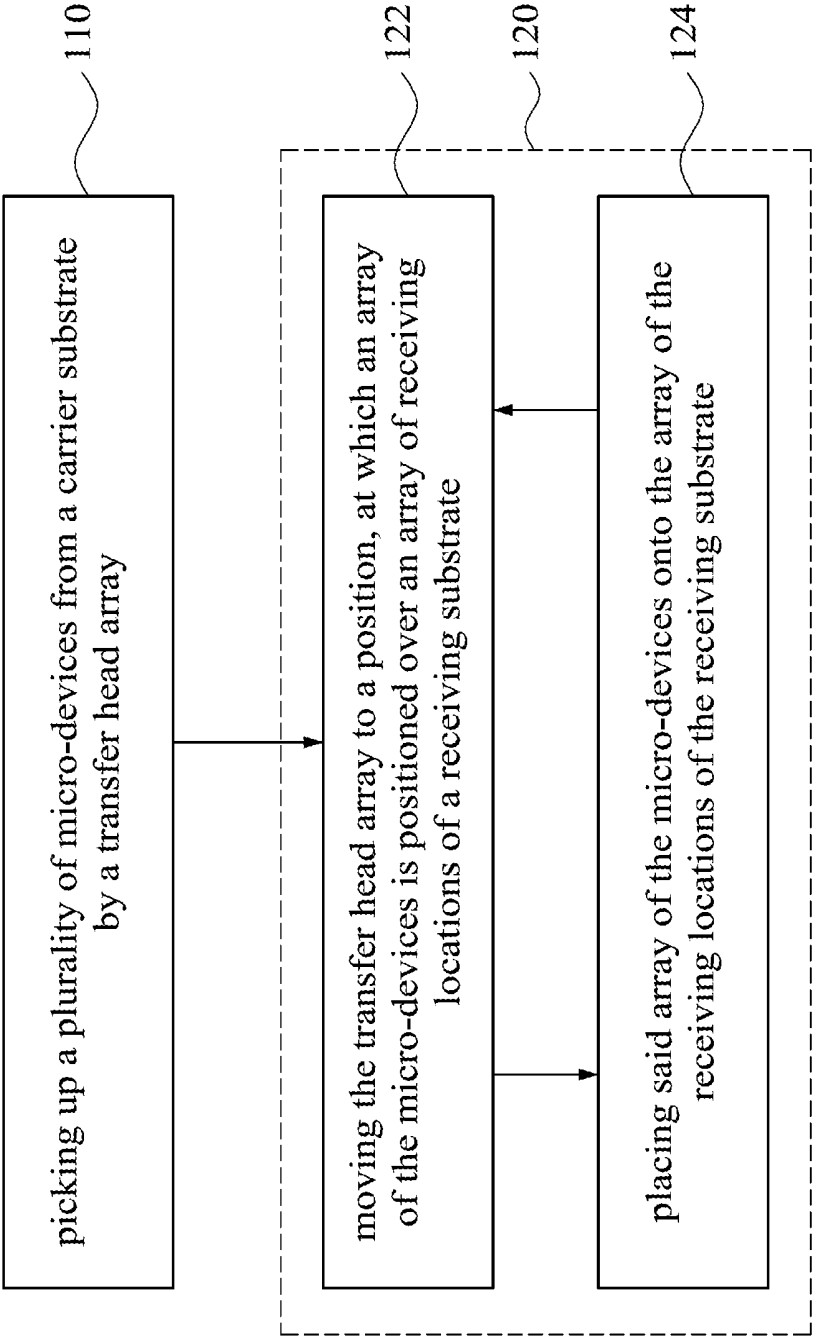 picking up a plurality of micro-devices from a carrier substrate
by a transfer head array
110
moving the transfer head array to a position, at which an array
of the micro-devices is positioned over an array of receiving
locations of a receiving substrate
122
120
placing said array of the micro-devices onto the array of the
receiving locations of the receiving substrate
124